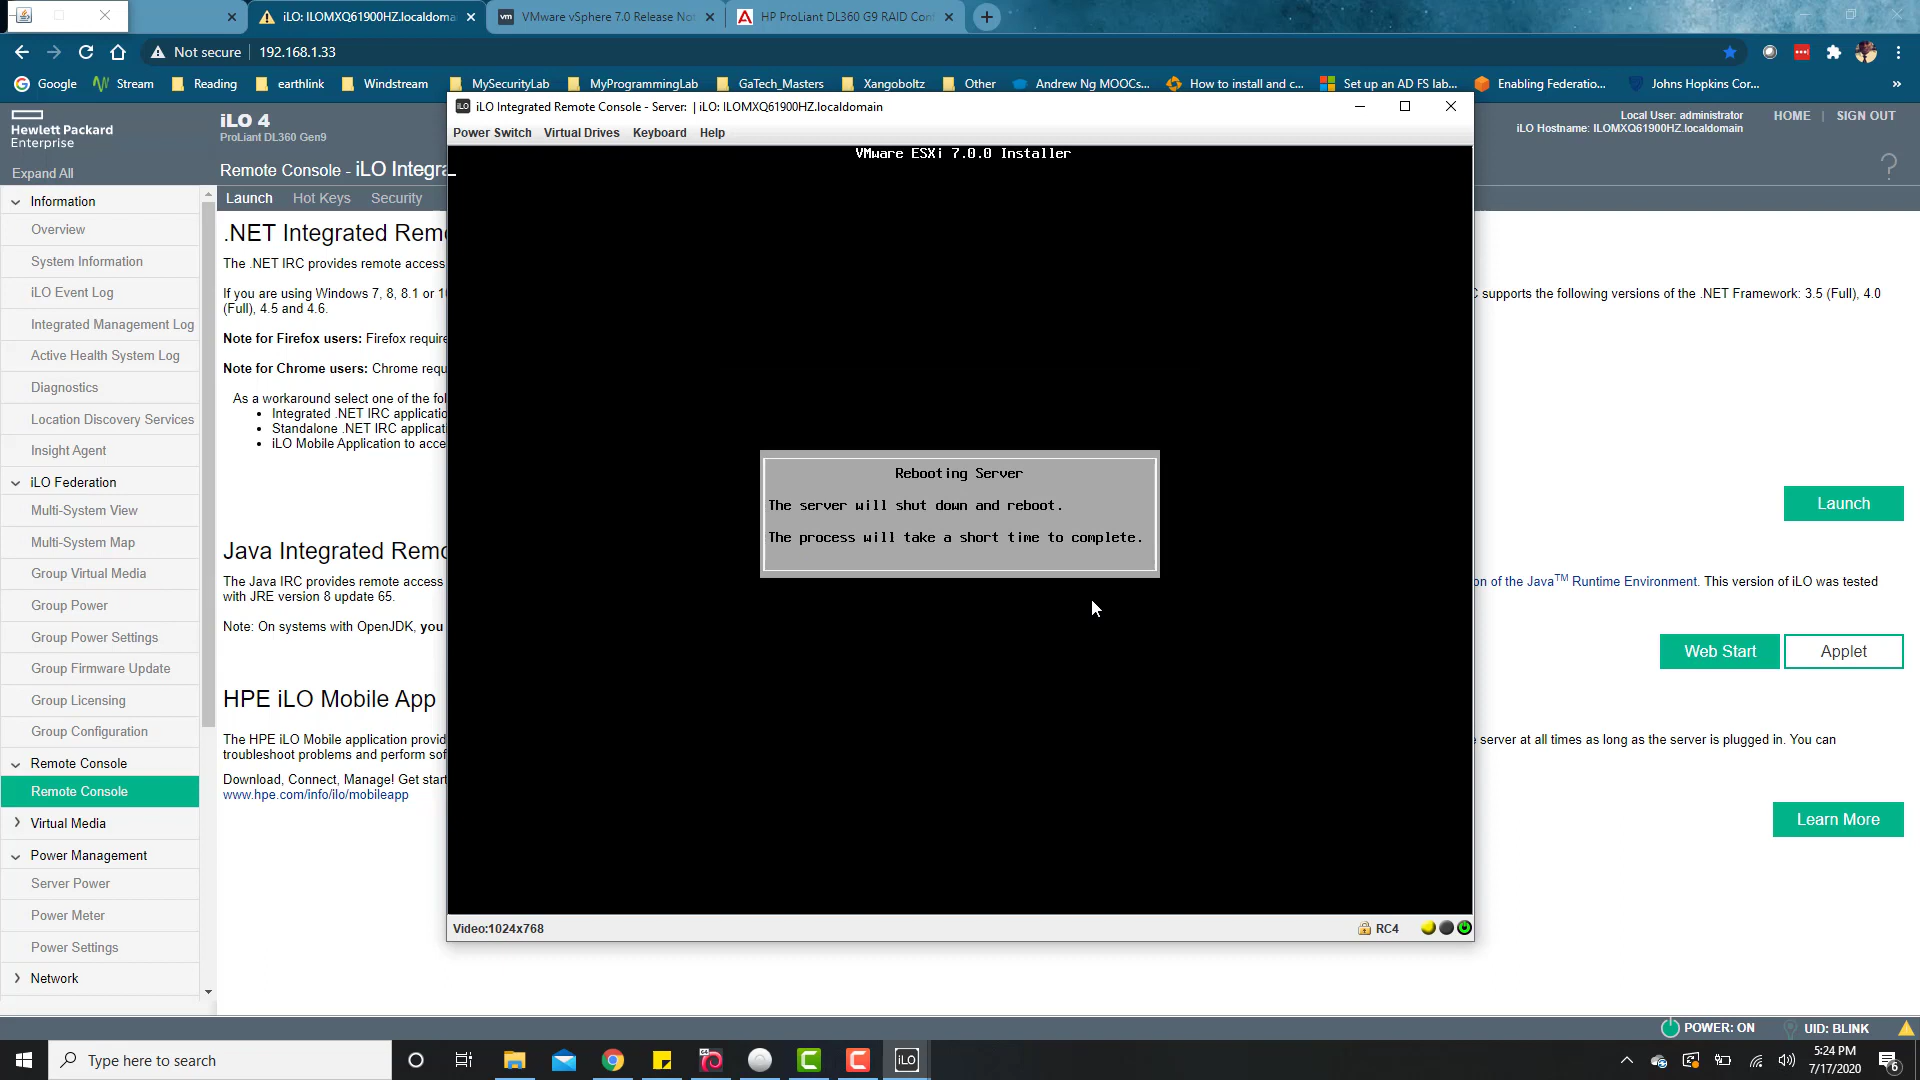 iLO: ILOMXQ61900HZ.localdoma
VMware vSphere 7.0 Release No
HP ProLiant DL360 G9 RAID Con
Not secure
192.168.1.33
Google
Stream
Reading
earthlink
Windstream
MySecurityLab
MyProgrammingLab
GaTech_Masters
Xangoboltz
Other
Andrew Ng MOOCs...
How to install and c...
Set up an AD FS lab...
Enabling Federatio...
Johns Hopkins Cor...
»
Hewlett Packard
Enterprise
iLO 4
ProLiant DL360 Gen9
Local User: administrator
iLO Hostname: ILOMXQ61900HZ.localdomain
HOME
SIGN OUT
Expand All
Remote Console - iLO Integra
Launch
Hot Keys
Security
Information
Overview
System Information
iLO Event Log
Integrated Management Log
Active Health System Log
Diagnostics
Location Discovery Services
Insight Agent
iLO Federation
Multi-System View
Multi-System Map
Group Virtual Media
Group Power
Group Power Settings
Group Firmware Update
Group Licensing
Group Configuration
Remote Console
Remote Console
Virtual Media
Power Management
Server Power
Power Meter
Power Settings
Network
.NET Integrated Remo
The .NET IRC provides remote access
If you are using Windows 7, 8, 8.1 or 1
C supports the following versions of the .NET Framework: 3.5 (Full), 4.0
(Full), 4.5 and 4.6.
Note for Firefox users: Firefox require
Note for Chrome users: Chrome requ
As a workaround select one of the fol
• Integrated .NET IRC applicatio
• Standalone .NET IRC applicat
• iLO Mobile Application to acce
Launch
Java Integrated Remo
The Java IRC provides remote access
on of the Java™ Runtime Environment. This version of iLO was tested
with JRE version 8 update 65.
Note: On systems with OpenJDK, you
Web Start
Applet
HPE iLO Mobile App
The HPE iLO Mobile application provid
e server at all times as long as the server is plugged in. You can
troubleshoot problems and perform sof
Download, Connect, Manage! Get start
www.hpe.com/info/ilo/mobileapp
Learn More
iLO
iLO Integrated Remote Console - Server: | iLO: ILOMXQ61900HZ.localdomain
Power Switch
Virtual Drives
Keyboard
Help
VMware ESXi 7.0.0 Installer
Rebooting Server
The server will shut down and reboot.
The process will take a short time to complete.
Video:1024x768
RC4
POWER: ON
UID: BLINK
Type here to search
iLO
5:24 PM
7/17/2020
6